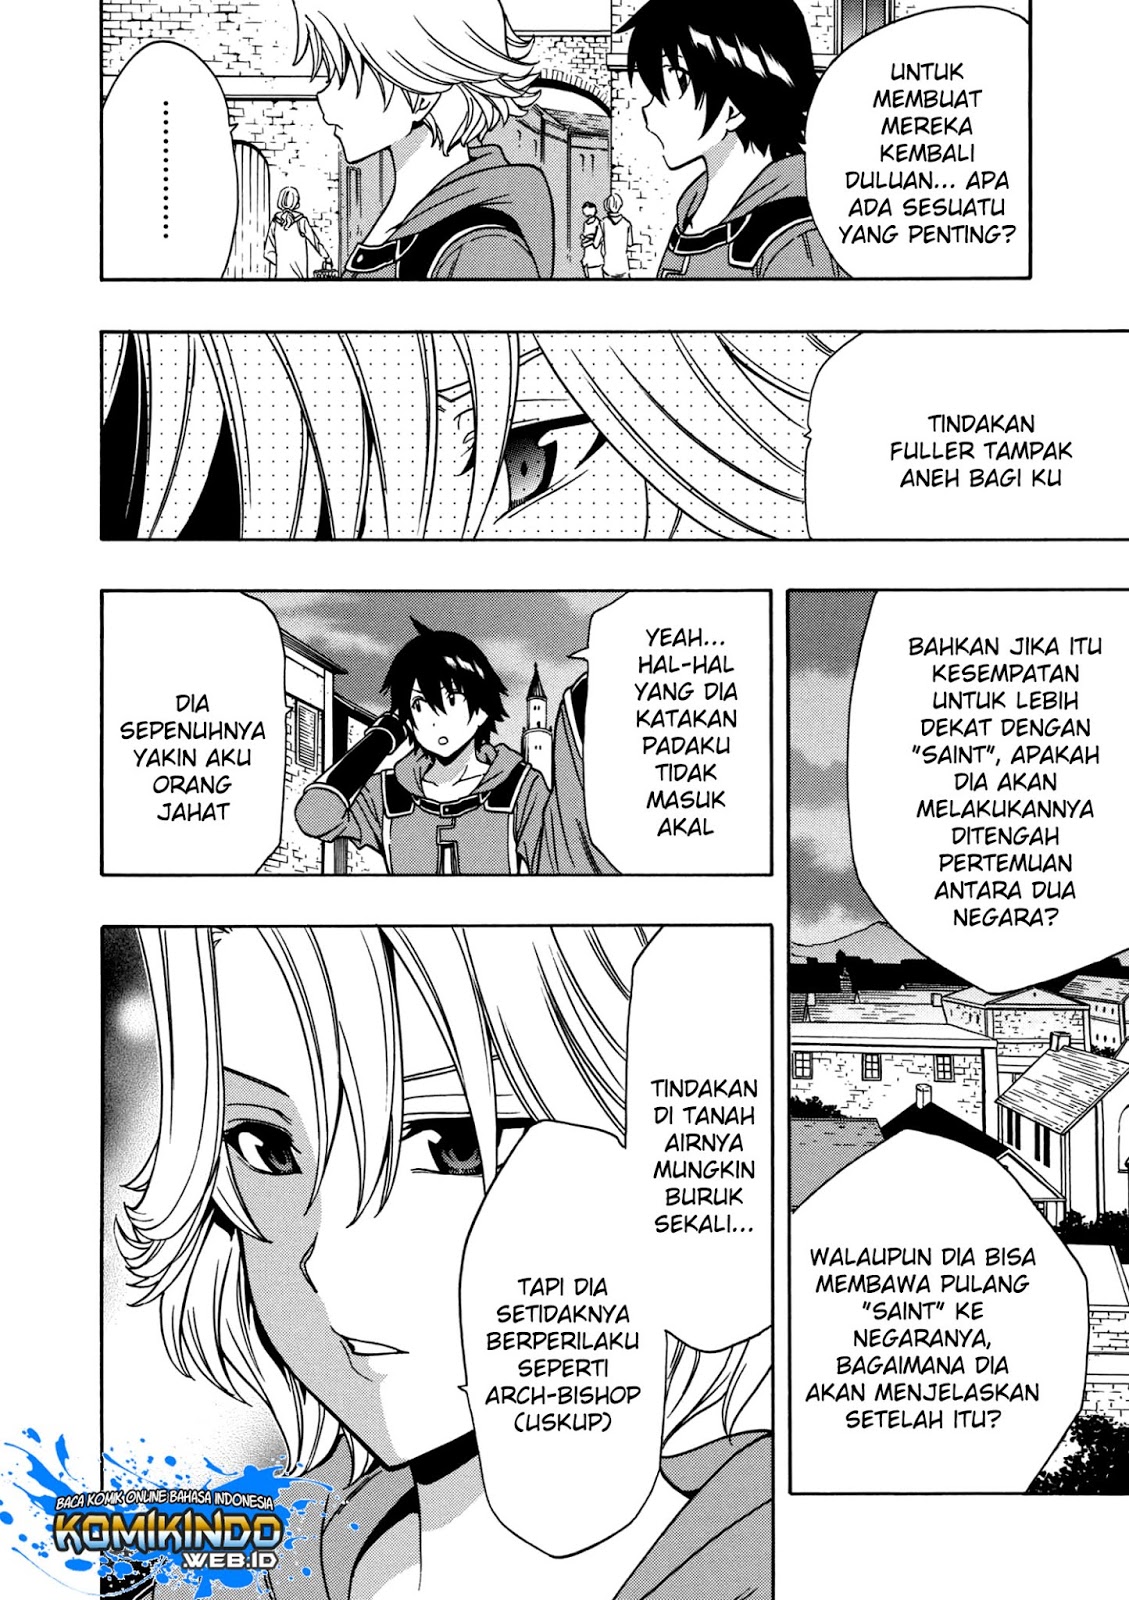 UNTUK
MEMBUAT
MEREKA
KEMBALI
DULUAN... APA
ADA SESUATU
YANG PENTING?
..........
TINDAKAN
FULLER TAMPAK
ANEH BAGI KU
BAHKAN JIKA ITU
KESEMPATAN
UNTUK LEBIH
DEKAT DENGAN
"SAINT", APAKAH
DIA AKAN
MELAKUKANNYA
DITENGAH
PERTEMUAN
ANTARA DUA
NEGARA?
WALAUPUN DIA BISA
MEMBAWA PULANG
"SAINT" KE
NEGARANYA,
BAGAIMANA DIA
AKAN MENJELASKAN
SETELAH ITU?
YEAH...
HAL-HAL
YANG DIA
KATAKAN
PADAKU
TIDAK
MASUK
AKAL
DIA
SEPENUHNYA
YAKIN AKU
ORANG
JAHAT
TINDAKAN
DI TANAH
AIRNYA
MUNGKIN
BURUK
SEKALI...
TAPI DIA
SETIDAKNYA
BERPERILAKU
SEPERTI
ARCH-BISHOP
(USKUP)
BACA KOMIK ONLINE BAHASA INDONESIA
KOMIKINDO
.WEB.ID